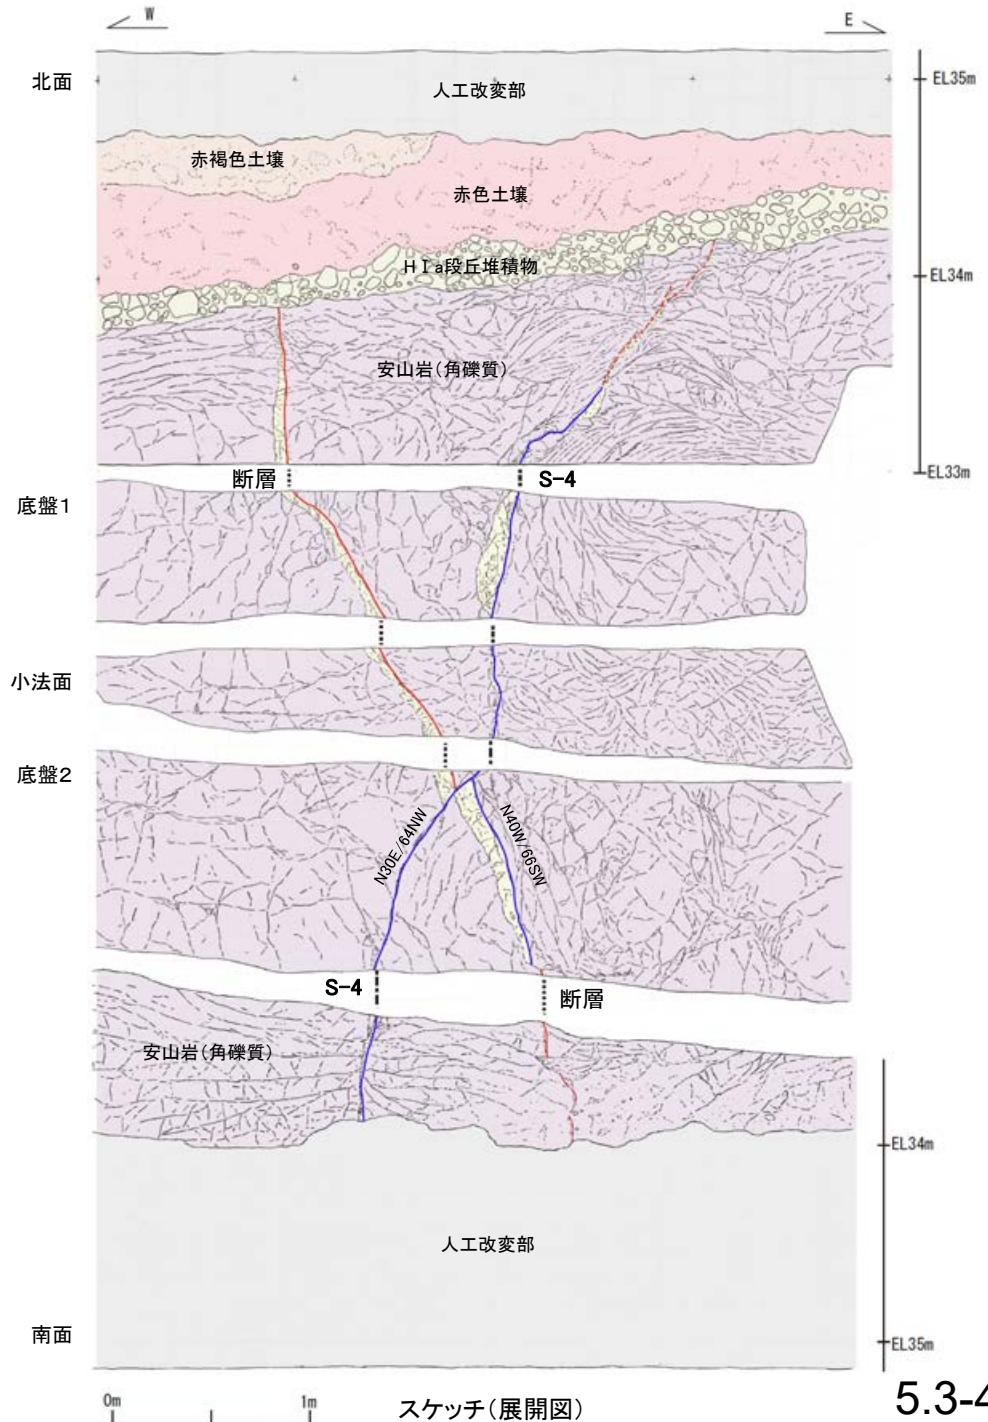 W
E
北面
EL35m
人工改変部
赤褐色土壌
赤色土壌
HⅠa段丘堆積物
EL34m
安山岩(角礫質)
EL33m
断層
S-4
底盤1
小法面
底盤2
N30E/64NW
N40W/66SW
S-4
断層
安山岩(角礫質)
EL34m
人工改変部
南面
EL35m
0m
1m
スケッチ(展開図)
5.3-4